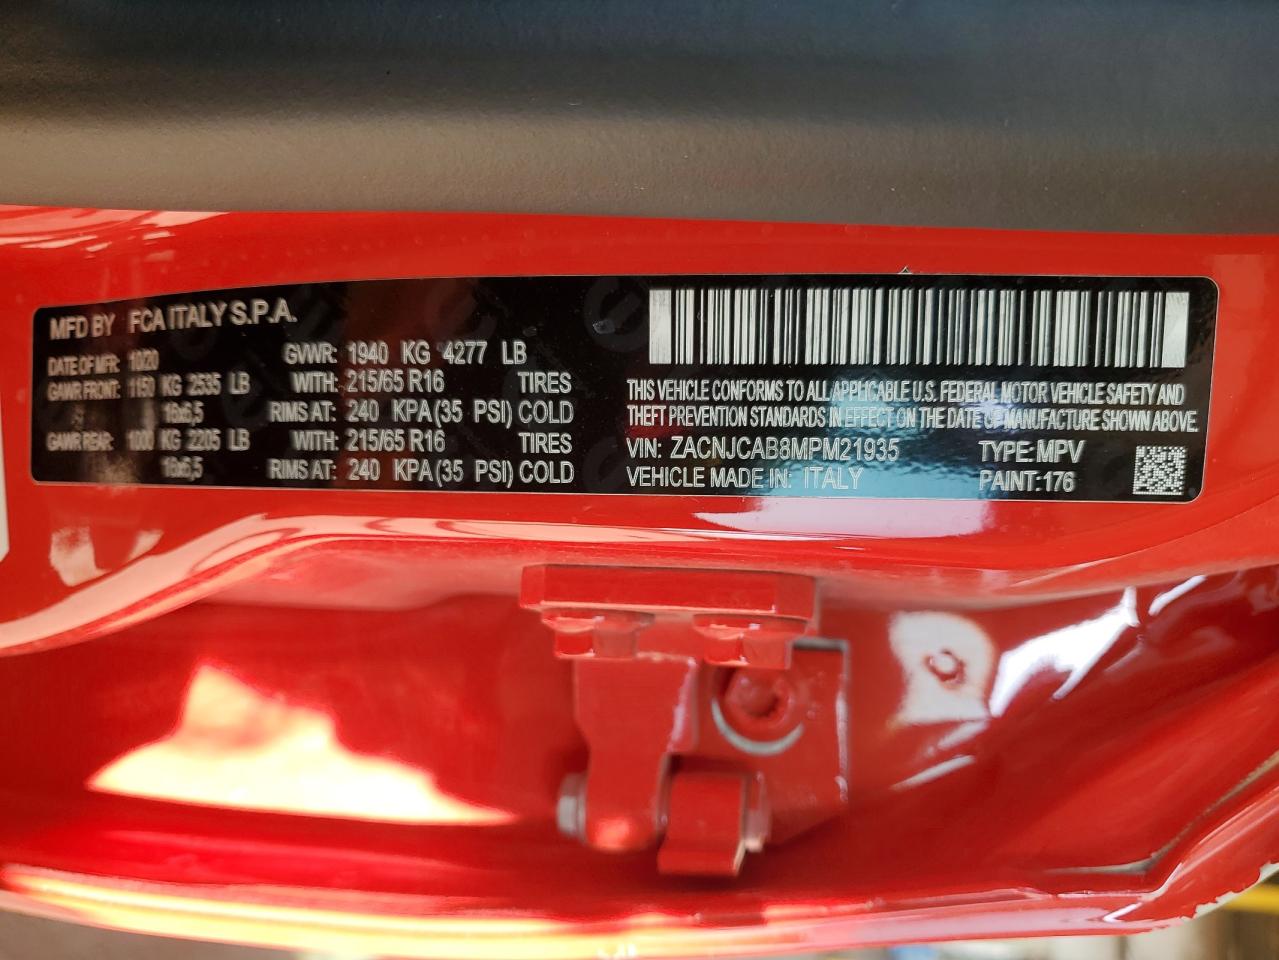 MFD BY FCA ITALY S.P.A.
DATE OF MFR: 10/20 GVWR: 1940 KG 4277 LB
GAWR FRONT: 1150 KG 2535 LB WITH: 215/65 R16 TIRES
16x6,5 RIMS AT: 240 KPA (35 PSI) COLD
GAWR REAR: 1000 KG 2205 LB WITH: 215/65 R16 TIRES
16x6,5 RIMS AT: 240 KPA (35 PSI) COLD
THIS VEHICLE CONFORMS TO ALL APPLICABLE U.S. FEDERAL MOTOR VEHICLE SAFETY AND
THEFT PREVENTION STANDARDS IN EFFECT ON THE DATE OF MANUFACTURE SHOWN ABOVE.
VIN: ZACNJCAB8MPM21935 TYPE: MPV
VEHICLE MADE IN: ITALY PAINT: 176